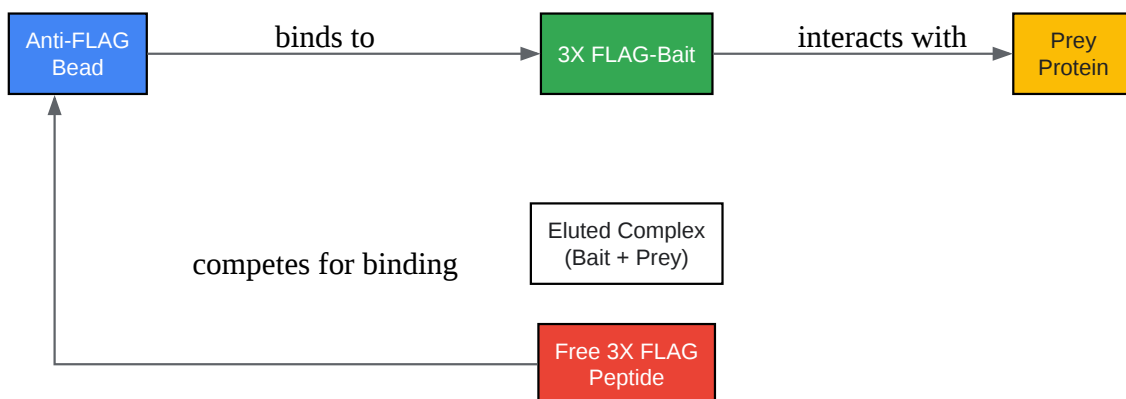 Anti-FLAG
Bead
binds to
3X FLAG-Bait
interacts with
Prey
Protein
Eluted Complex
(Bait + Prey)
competes for binding
Free 3X FLAG
Peptide